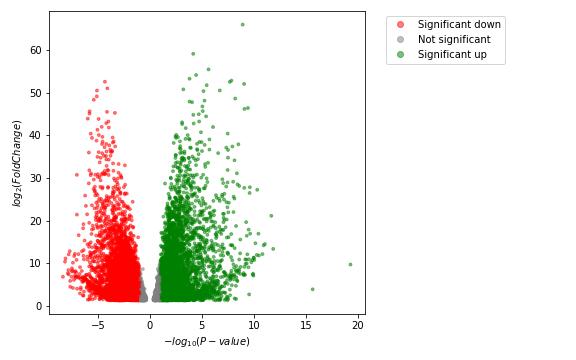 Significant down
Not significant
Significant up
60
50
40
30
20
10
0
log₂(FoldChange)
−5
0
5
10
15
20
−log₁₀(P − value)